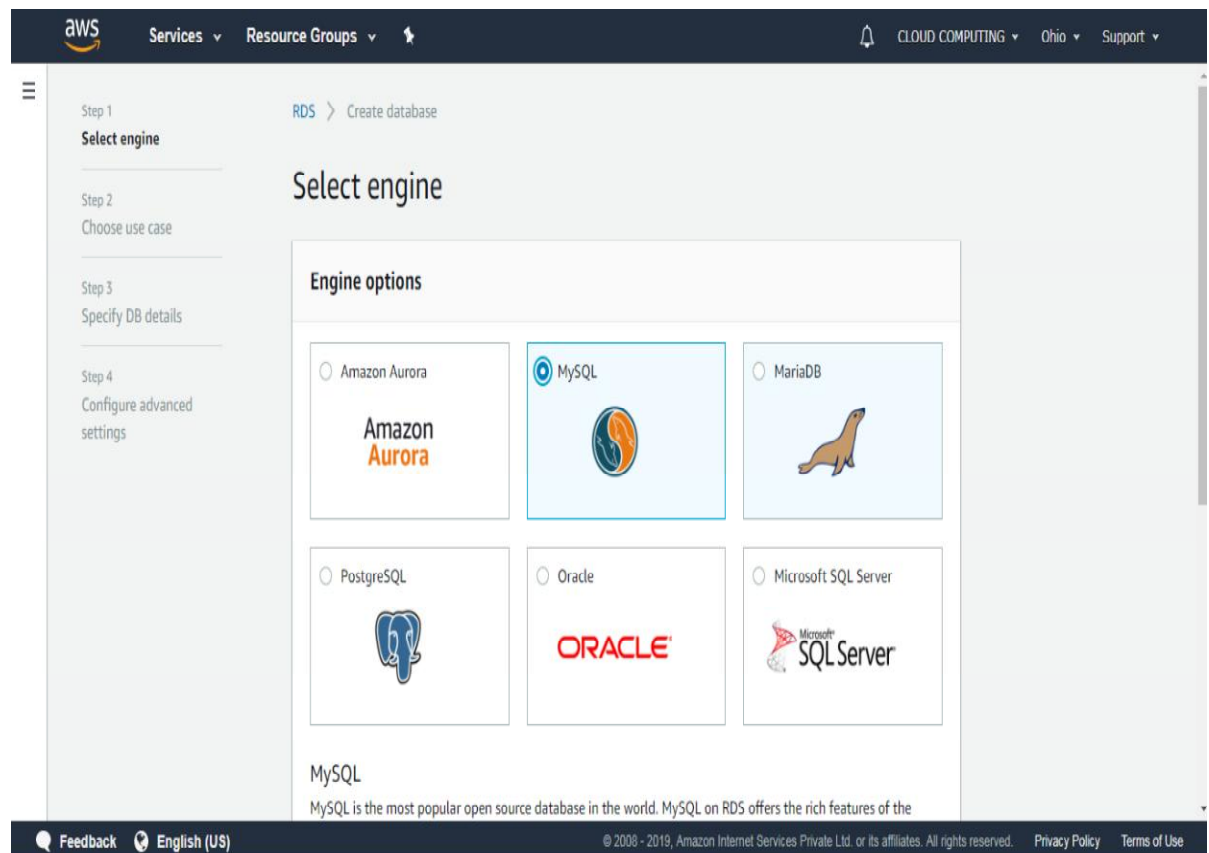 aws Services Resource Groups CLOUD COMPUTING Ohio Support
Step 1
Select engine
Step 2
Choose use case
Step 3
Specify DB details
Step 4
Configure advanced
settings
RDS > Create database
Select engine
Engine options
Amazon Aurora
Amazon
Aurora
MySQL
MariaDB
PostgreSQL
Oracle
ORACLE
Microsoft SQL Server
Microsoft
SQL Server
MySQL
MySQL is the most popular open source database in the world. MySQL on RDS offers the rich features of the
Feedback English (US) © 2008 - 2019, Amazon Internet Services Private Ltd. or its affiliates. All rights reserved. Privacy Policy Terms of Use